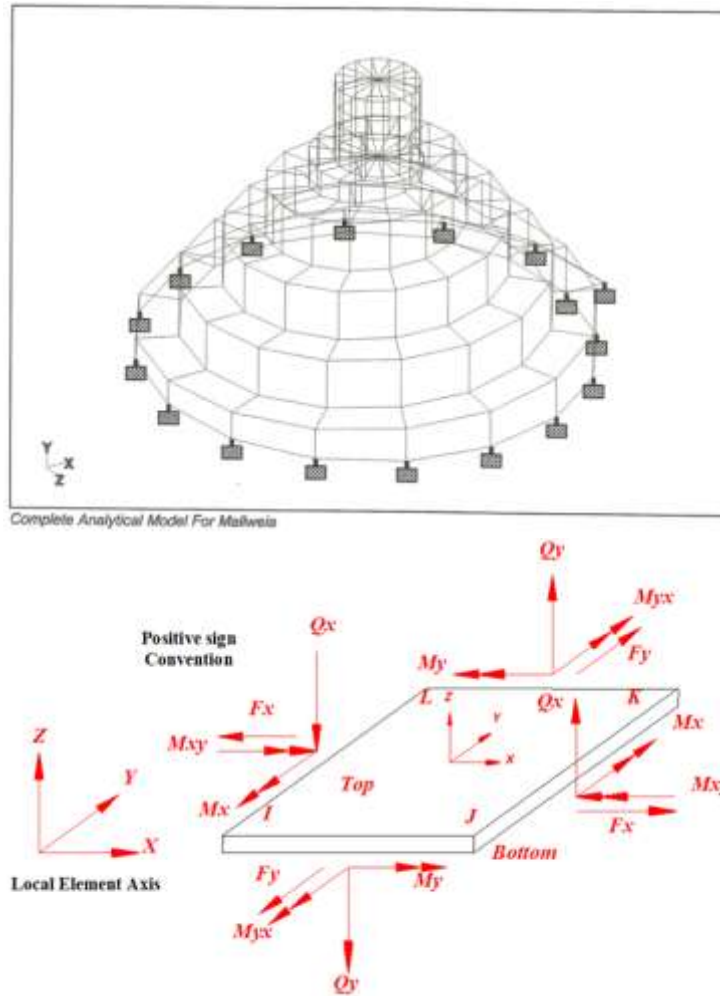 Y
X
Z
Complete Analytical Model For Mallweia
Qy
Myx
Positive sign
Convention
Qx
Fy
My
L
z
Qx
K
Fx
Y
Mx
Mxy
Z
X
Y
Top
Mxy
Mx
I
J
X
Fx
Bottom
Local Element Axis
Fy
My
Myx
Qy